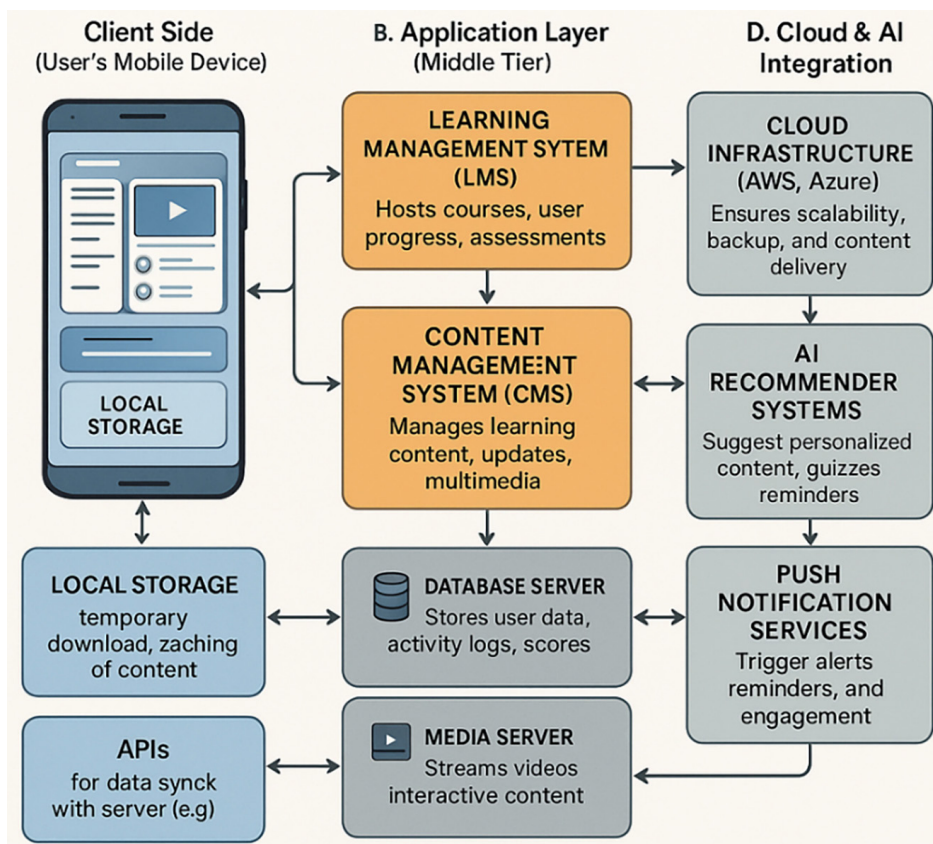 Client Side
(User's Mobile Device)
LOCAL
STORAGE
LOCAL STORAGE
temporary
download, zaching
of content
APIs
for data synck
with server (e.g)
B. Application Layer
(Middle Tier)
LEARNING
MANAGEMENT SYTEM
(LMS)
Hosts courses, user
progress, assessments
CONTENT
MANAGEMENT
SYSTEM (CMS)
Manages learning
content, updates,
multimedia
DATABASE SERVER
Stores user data,
activity logs, scores
MEDIA SERVER
Streams videos
interactive content
D. Cloud & AI
Integration
CLOUD
INFRASTRUCTURE
(AWS, Azure)
Ensures scalability,
backup, and content
delivery
AI
RECOMMENDER
SYSTEMS
Suggest personalized
content, guizzes
reminders
PUSH
NOTIFICATION
SERVICES
Trigger alerts
reminders, and
engagement